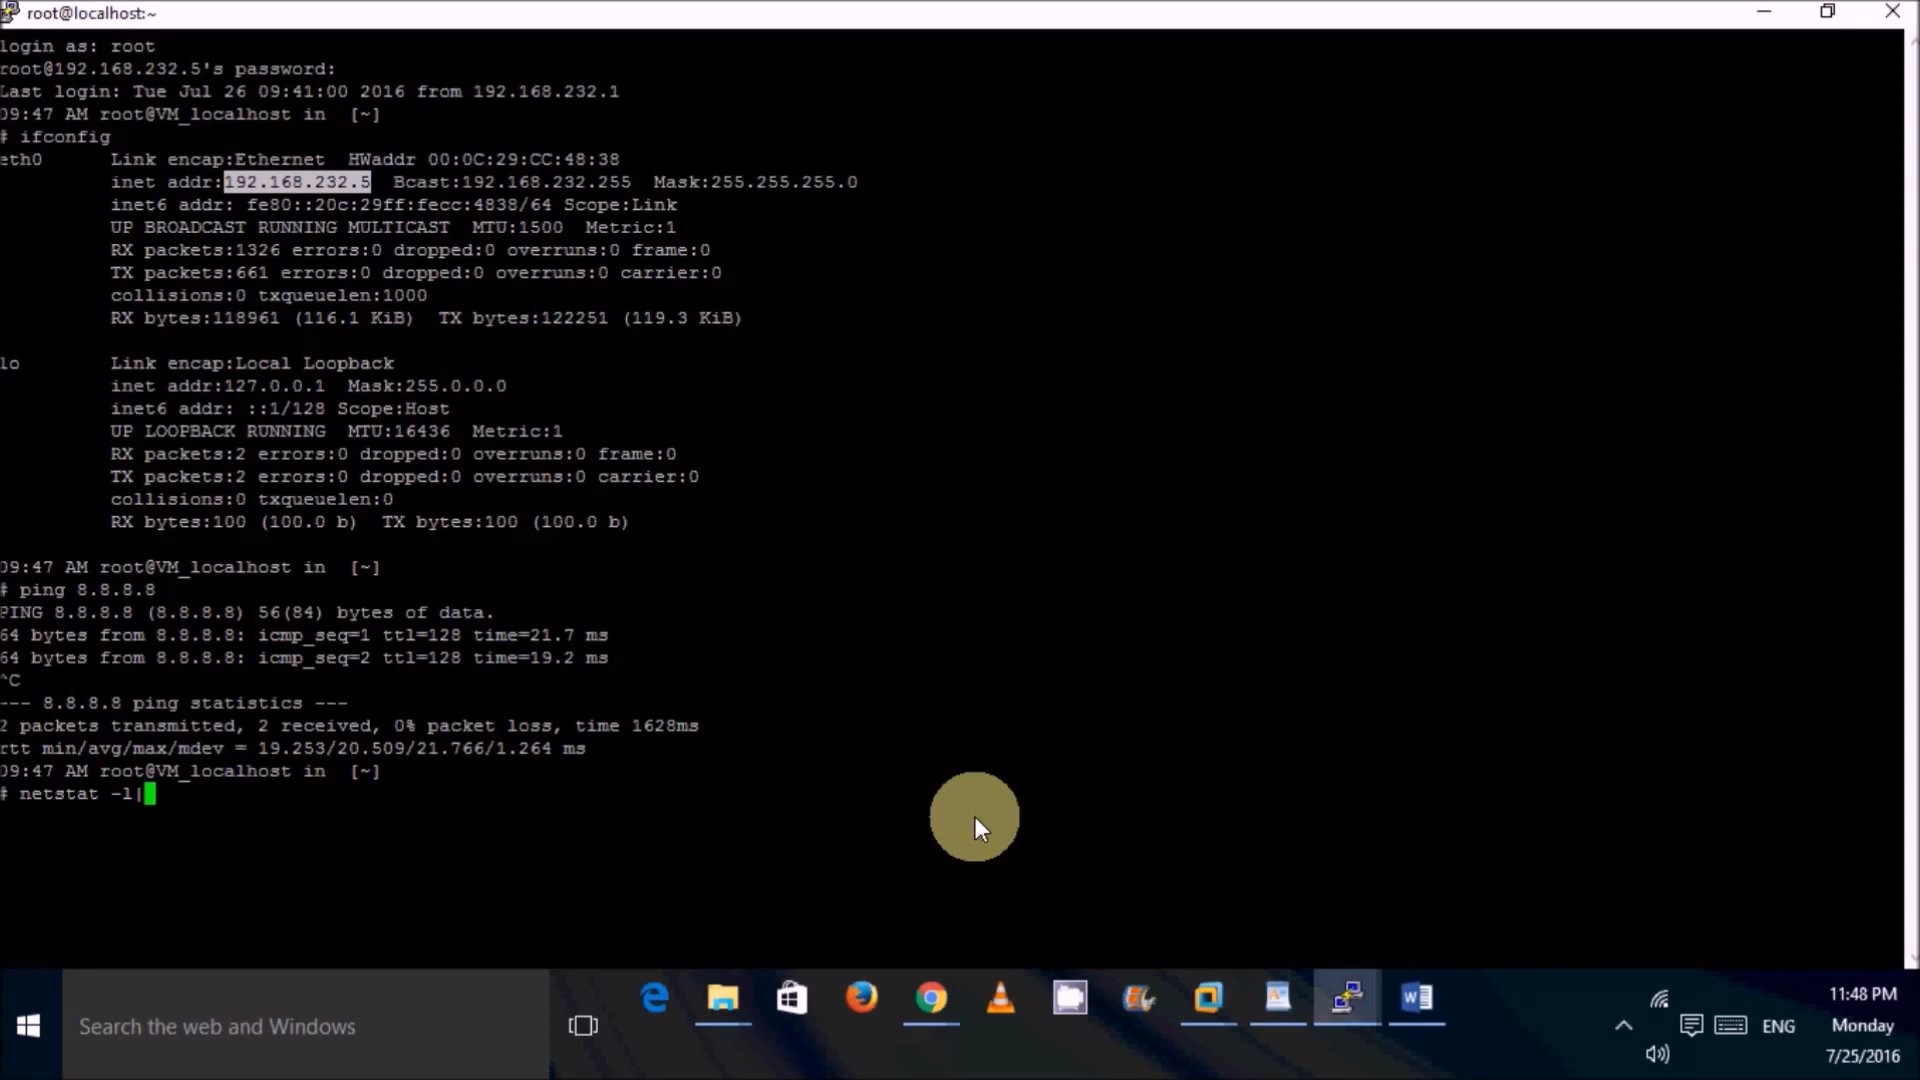 root@localhost:~
login as: root
root@192.168.232.5's password:
Last login: Tue Jul 26 09:41:00 2016 from 192.168.232.1
09:47 AM root@VM_localhost in  [~]
# ifconfig
eth0      Link encap:Ethernet  HWaddr 00:0C:29:CC:48:38
inet addr:192.168.232.5  Bcast:192.168.232.255  Mask:255.255.255.0
inet6 addr: fe80::20c:29ff:fecc:4838/64 Scope:Link
UP BROADCAST RUNNING MULTICAST  MTU:1500  Metric:1
RX packets:1326 errors:0 dropped:0 overruns:0 frame:0
TX packets:661 errors:0 dropped:0 overruns:0 carrier:0
collisions:0 txqueuelen:1000
RX bytes:118961 (116.1 KiB)  TX bytes:122251 (119.3 KiB)
lo        Link encap:Local Loopback
inet addr:127.0.0.1  Mask:255.0.0.0
inet6 addr: ::1/128 Scope:Host
UP LOOPBACK RUNNING  MTU:16436  Metric:1
RX packets:2 errors:0 dropped:0 overruns:0 frame:0
TX packets:2 errors:0 dropped:0 overruns:0 carrier:0
collisions:0 txqueuelen:0
RX bytes:100 (100.0 b)  TX bytes:100 (100.0 b)
09:47 AM root@VM_localhost in  [~]
# ping 8.8.8.8
PING 8.8.8.8 (8.8.8.8) 56(84) bytes of data.
64 bytes from 8.8.8.8: icmp_seq=1 ttl=128 time=21.7 ms
64 bytes from 8.8.8.8: icmp_seq=2 ttl=128 time=19.2 ms
^C
--- 8.8.8.8 ping statistics ---
2 packets transmitted, 2 received, 0% packet loss, time 1628ms
rtt min/avg/max/mdev = 19.253/20.509/21.766/1.264 ms
09:47 AM root@VM_localhost in  [~]
# netstat -l|
Search the web and Windows
ENG
11:48 PM
Monday
7/25/2016